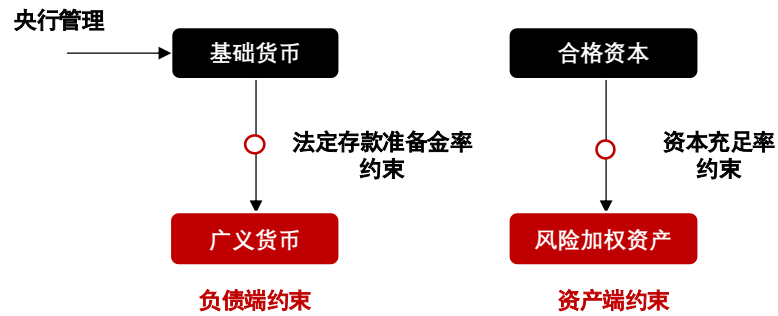 央行管理
基础货币
合格资本
法定存款准备金率
约束
资本充足率
约束
广义货币
风险加权资产
负债端约束
资产端约束